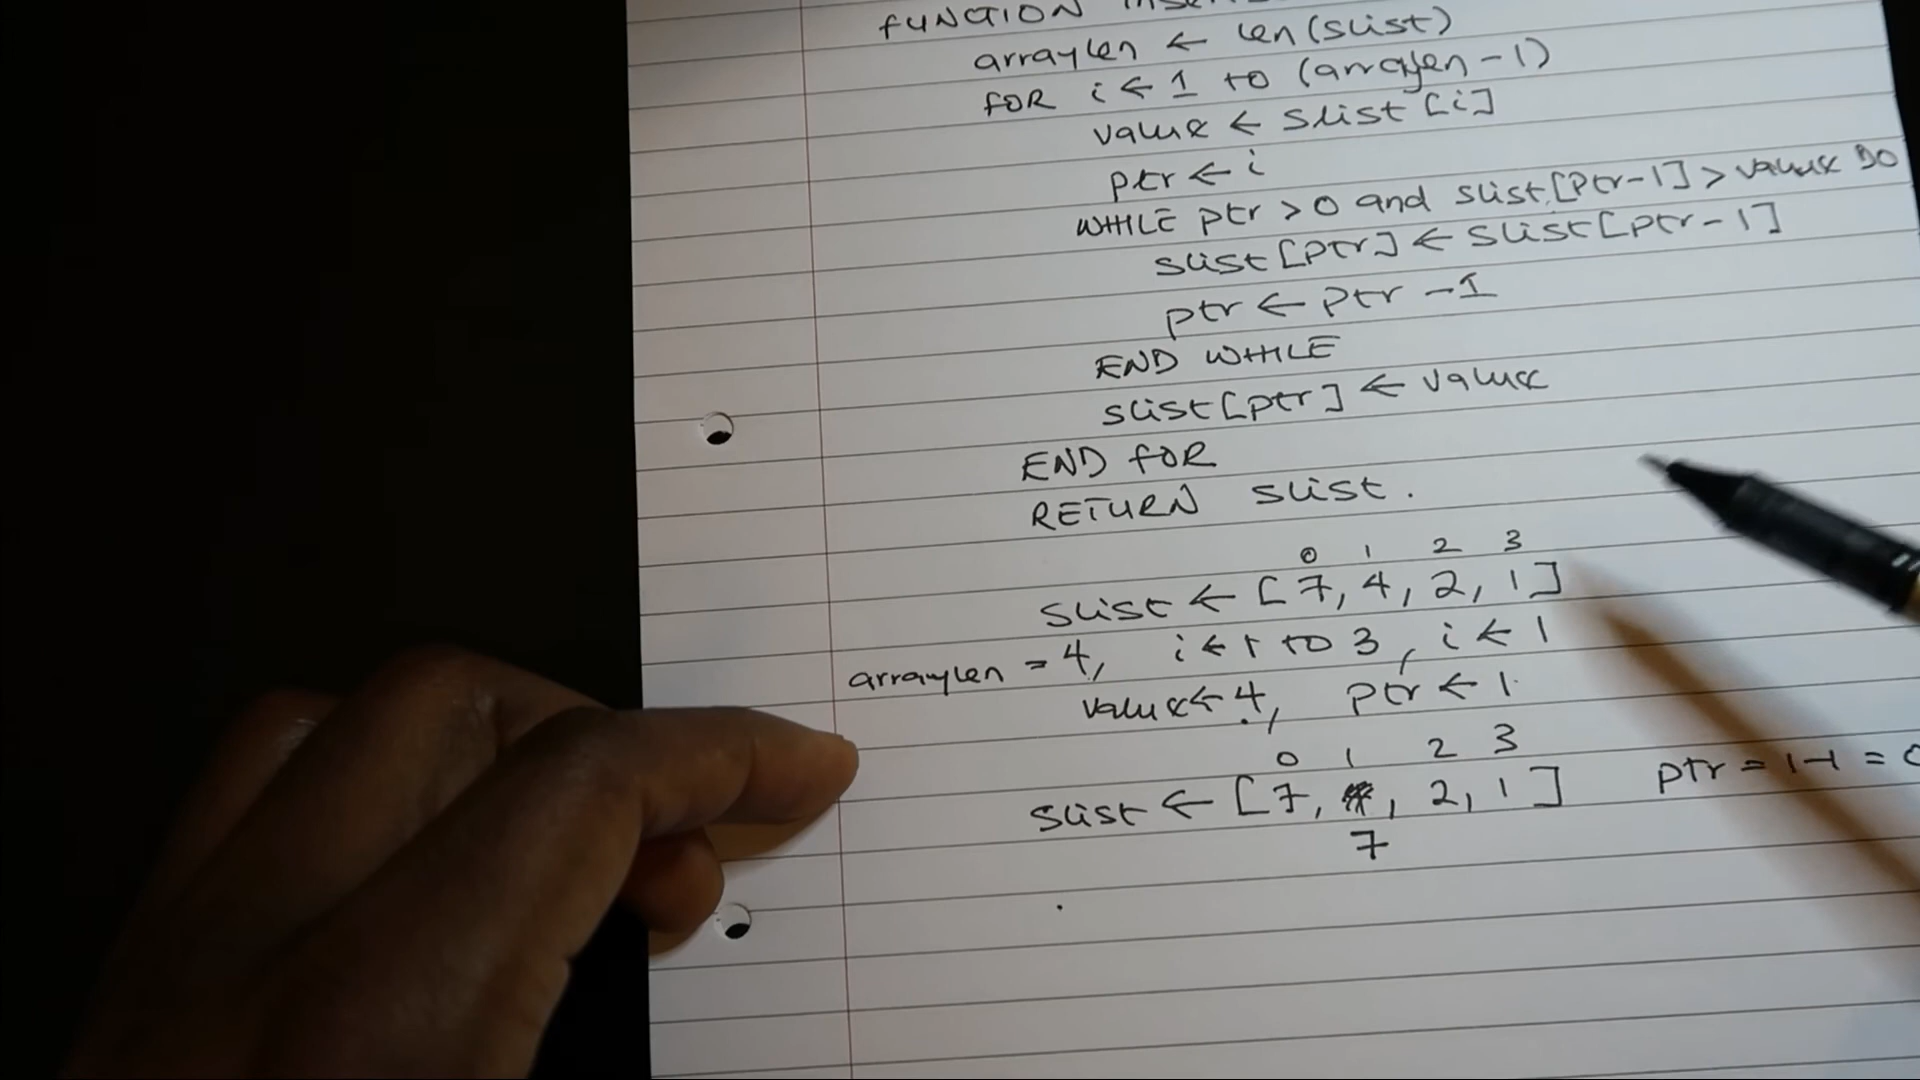 FUNCTION
arraylen ← len(slist)
FOR i ← 1 to (arraylen - 1)
value ← slist [i]
ptr ← i
WHILE ptr > 0 and slist[ptr-1] > value DO
slist [ptr] ← slist[ptr-1]
ptr ← ptr -1
END WHILE
slist[ptr] ← value
END FOR
RETURN slist.
0 1 2 3
slist ← [7, 4, 2, 1]
arraylen = 4, i ← 1 to 3, i ← 1
value ← 4, ptr ← 1
0 1 2 3
slist ← [7, , 2, 1] ptr = 1-1 = 0
7